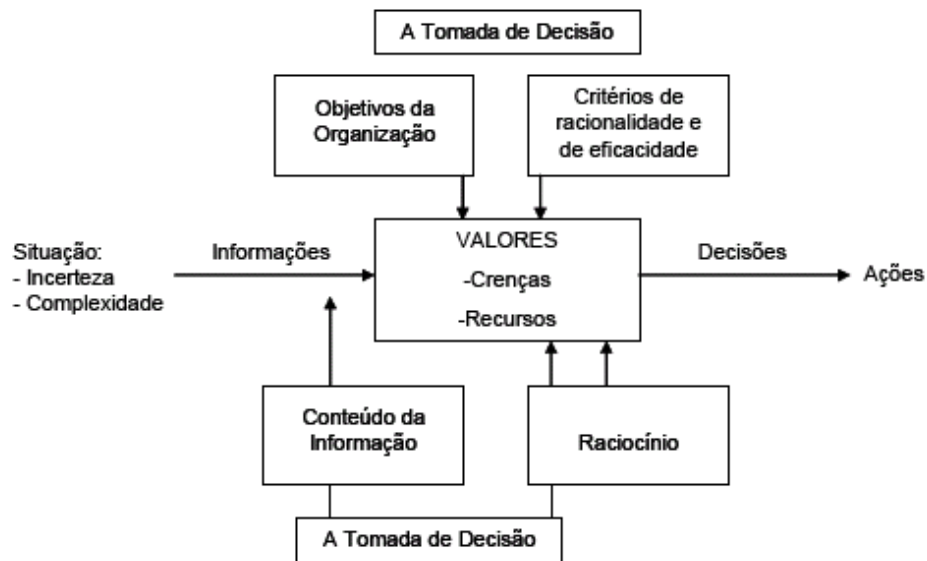 A Tomada de Decisão
Objetivos da
Organização
Critérios de
racionalidade e
de eficacidade
Situação:
- Incerteza
- Complexidade
Informações
VALORES
-Crenças
-Recursos
Decisões
Ações
Conteúdo da
Informação
Raciocínio
A Tomada de Decisão